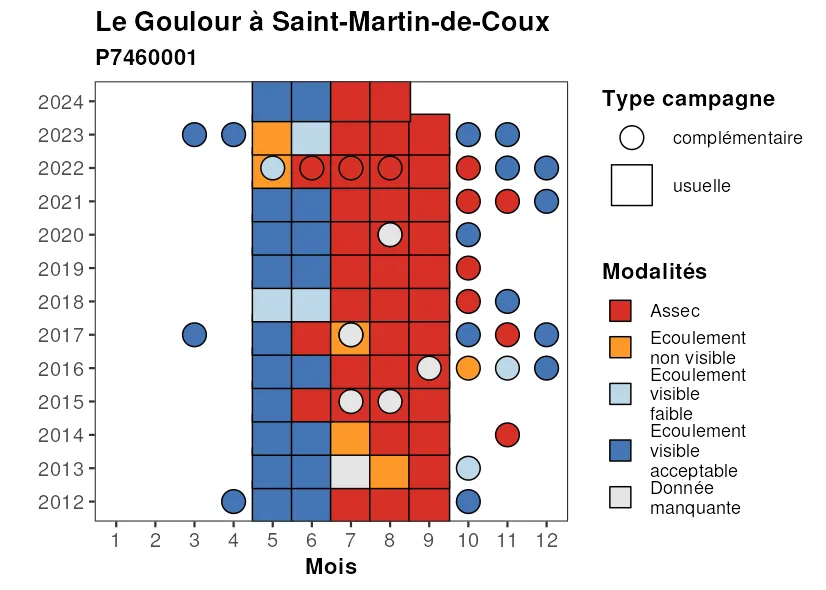 Le Goulour à Saint-Martin-de-Coux
P7460001
2024
2023
2022
2021
2020
2019
2018
2017
2016
2015
2014
2013
2012
1 2 3 4 5 6 7 8 9 10 11 12
Mois
Type campagne
complémentaire
usuelle
Modalités
Assec
Ecoulement
non visible
Ecoulement
visible
faible
Ecoulement
visible
acceptable
Donnée
manquante